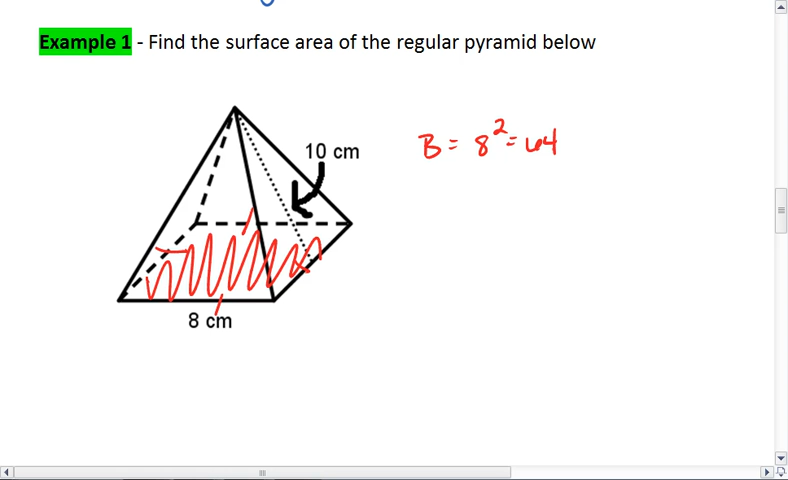 Example 1 - Find the surface area of the regular pyramid below
10 cm
B = 8² = 64
8 cm